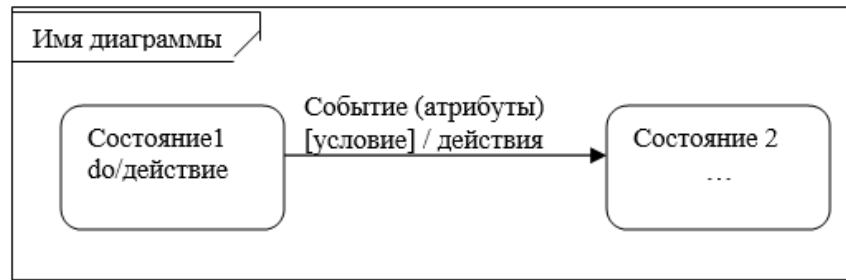 Имя диаграммы
Событие (атрибуты)
[условие] / действия
Состояние1
do/действие
Состояние 2
...